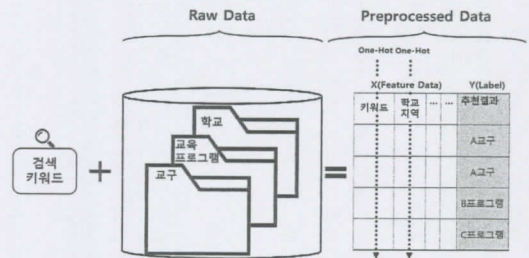 Raw Data
Preprocessed Data
One-Hot One-Hot
X(Feature Data)
Y(Label)
키워드
학교
지역
...
...
추천결과
A교구
A교구
B프로그램
C프로그램
검색
키워드
+
학교
교육
프로그램
교구
=